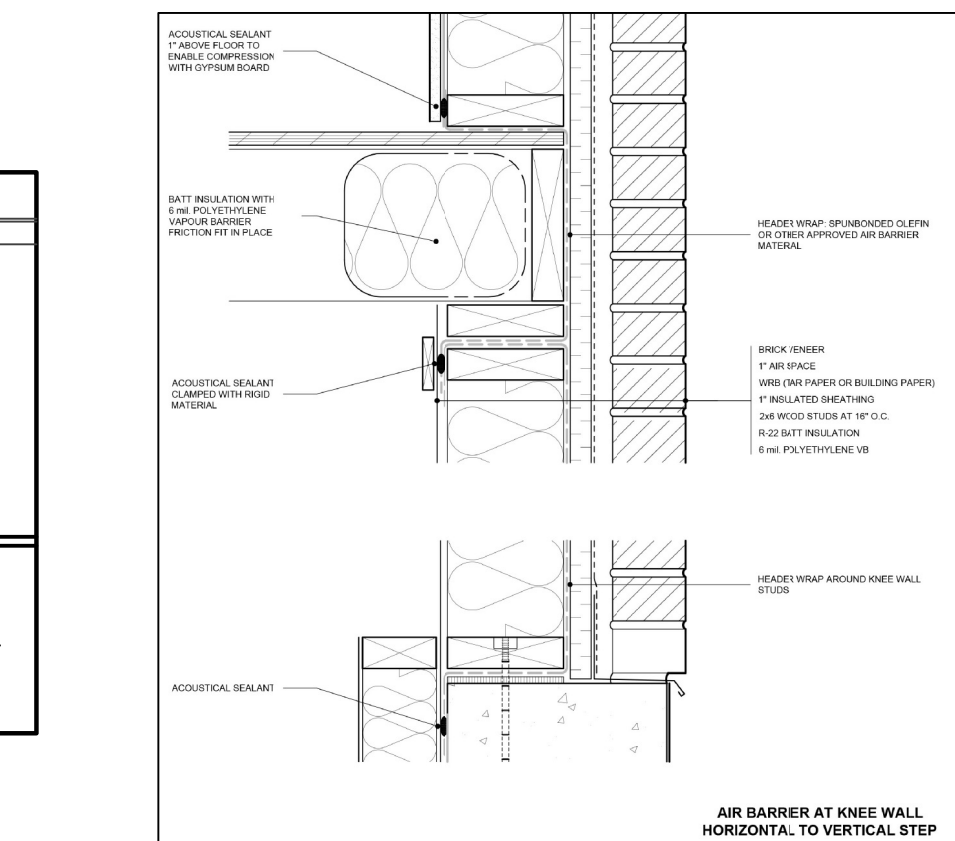 ACOUSTICAL SEALANT
1" ABOVE FLOOR TO
ENABLE COMPRESSION
WITH GYPSUM BOARD
BATT INSULATION WITH
6 mil. POLYETHYLENE
VAPOUR BARRIER
FRICTION FIT IN PLACE
HEADER WRAP: SPUNBONDED OLEFIN
OR OTHER APPROVED AIR BARRIER
MATERAL
ACOUSTICAL SEALANT
CLAMPED WITH RIGID
MATERIAL
BRICK VENEER
1" AIR SPACE
WRB (TAR PAPER OR BUILDING PAPER)
1" INSULATED SHEATHING
2x6 WOOD STUDS AT 16" O.C.
R-22 BATT INSULATION
6 mil. POLYETHYLENE VB
HEADER WRAP AROUND KNEE WALL
STUDS
ACOUSTICAL SEALANT
AIR BARRIER AT KNEE WALL
HORIZONTAL TO VERTICAL STEP